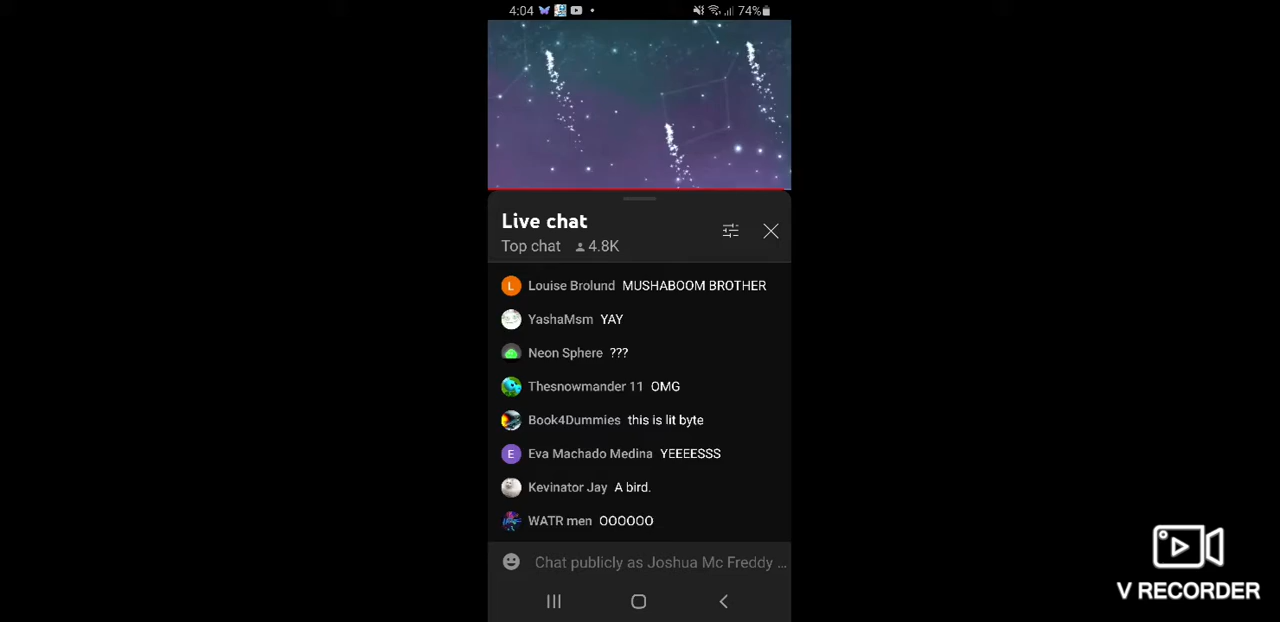 4:04
74%
Live chat
Top chat 4.8K
L Louise Brolund MUSHABOOM BROTHER
YashaMsm YAY
Neon Sphere ???
Thesnowmander 11 OMG
Book4Dummies this is lit byte
E Eva Machado Medina YEEEESSS
Kevinator Jay A bird.
WATR men OOOOOO
Chat publicly as Joshua Mc Freddy ...
V RECORDER